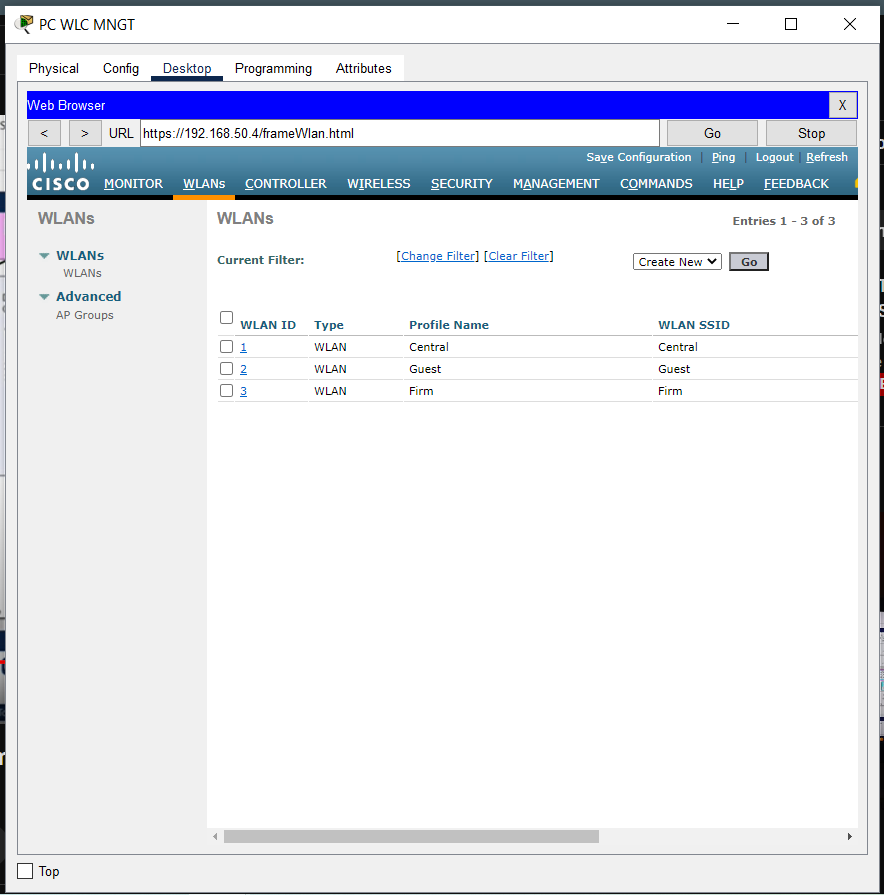 PC WLC MNGT
Physical Config Desktop Programming Attributes
Web Browser X
< > URL https://192.168.50.4/frameWlan.html Go Stop
Save Configuration | Ping | Logout | Refresh
CISCO MONITOR WLANs CONTROLLER WIRELESS SECURITY MANAGEMENT COMMANDS HELP FEEDBACK
WLANs
WLANs
WLANs
Advanced
AP Groups
WLANs Entries 1 - 3 of 3
Current Filter: [Change Filter] [Clear Filter] Create New Go
WLAN ID Type Profile Name WLAN SSID
1 WLAN Central Central
2 WLAN Guest Guest
3 WLAN Firm Firm
Top